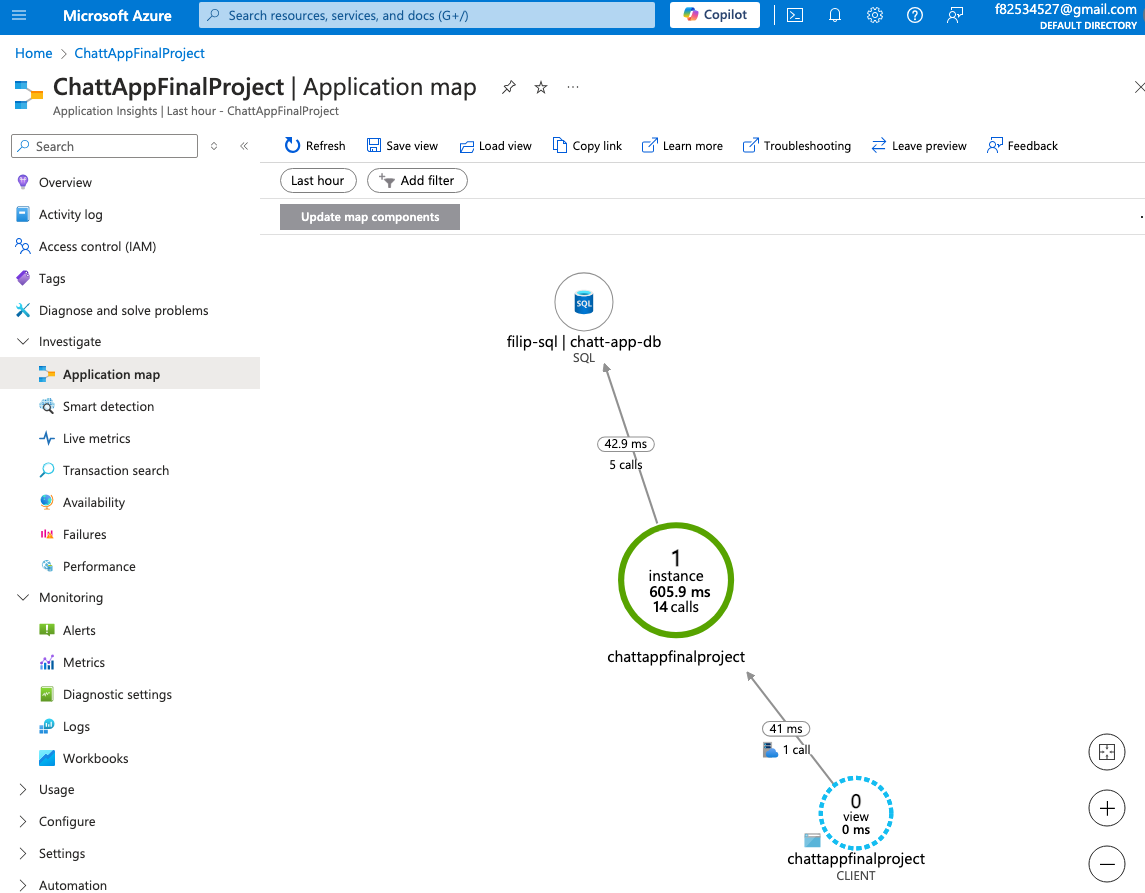 Microsoft Azure
Search resources, services, and docs (G+/)
Copilot
f82534527@gmail.com
DEFAULT DIRECTORY
Home > ChattAppFinalProject
ChattAppFinalProject | Application map
Application Insights | Last hour - ChattAppFinalProject
Search
Overview
Activity log
Access control (IAM)
Tags
Diagnose and solve problems
Investigate
Application map
Smart detection
Live metrics
Transaction search
Availability
Failures
Performance
Monitoring
Alerts
Metrics
Diagnostic settings
Logs
Workbooks
Usage
Configure
Settings
Automation
Refresh Save view Load view Copy link Learn more Troubleshooting Leave preview Feedback
Last hour Add filter
Update map components
SQL
filip-sql | chatt-app-db
SQL
42.9 ms
5 calls
1
instance
605.9 ms
14 calls
chattappfinalproject
41 ms
1 call
0
view
0 ms
chattappfinalproject
CLIENT